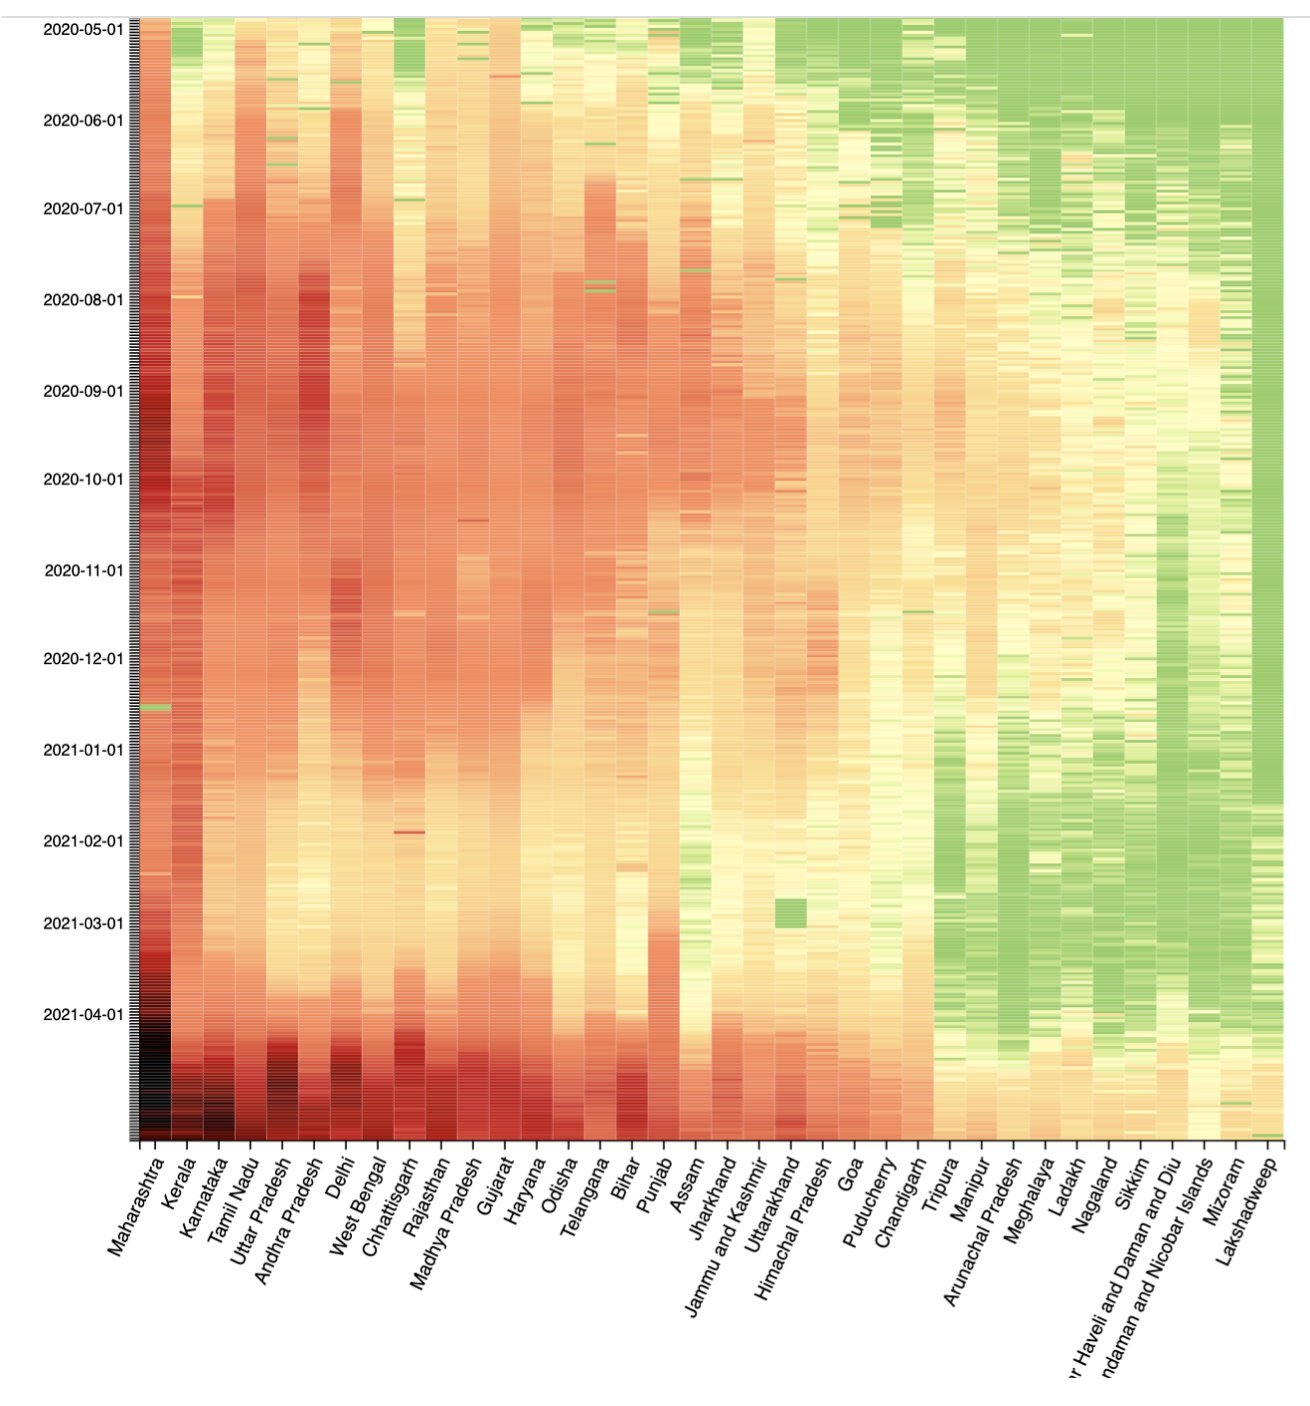 2020-05-01
2020-06-01
2020-07-01
2020-08-01
2020-09-01
2020-10-01
2020-11-01
2020-12-01
2021-01-01
2021-02-01
2021-03-01
2021-04-01
Maharashtra
Kerala
Karnataka
Tamil Nadu
Uttar Pradesh
Andhra Pradesh
Delhi
West Bengal
Chhattisgarh
Rajasthan
Madhya Pradesh
Gujarat
Haryana
Odisha
Telangana
Bihar
Punjab
Assam
Jharkhand
Jammu and Kashmir
Uttarakhand
Himachal Pradesh
Goa
Puducherry
Chandigarh
Tripura
Manipur
Arunachal Pradesh
Meghalaya
Ladakh
Nagaland
Sikkim
r Haveli and Daman and Diu
ndaman and Nicobar Islands
Mizoram
Lakshadweep